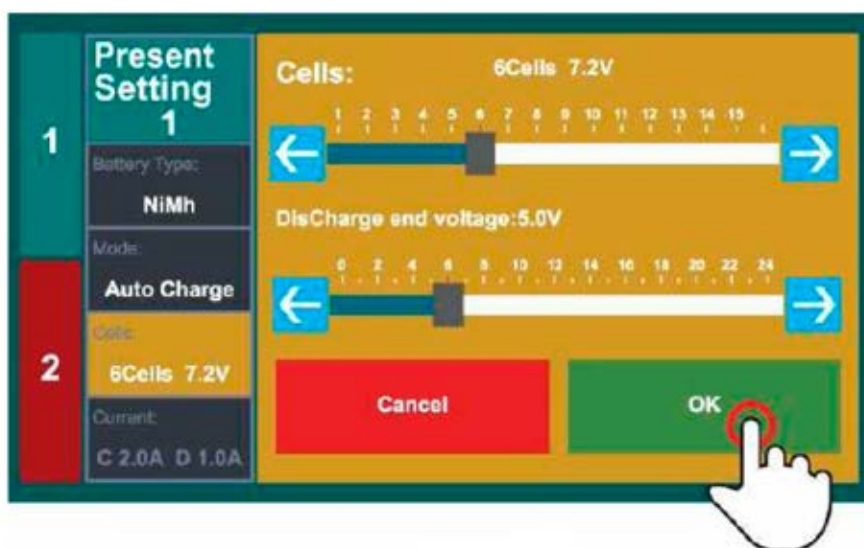 1
2
Present
Setting
1
Battery Type:
NiMh
Mode:
Auto Charge
Cells:
6Cells 7.2V
Current:
C 2.0A D 1.0A
Cells:
6Cells 7.2V
1 2 3 4 5 6 7 8 9 10 11 12 13 14 15
DisCharge end voltage:5.0V
0 2 4 6 8 10 12 14 16 18 20 22 24
Cancel
OK